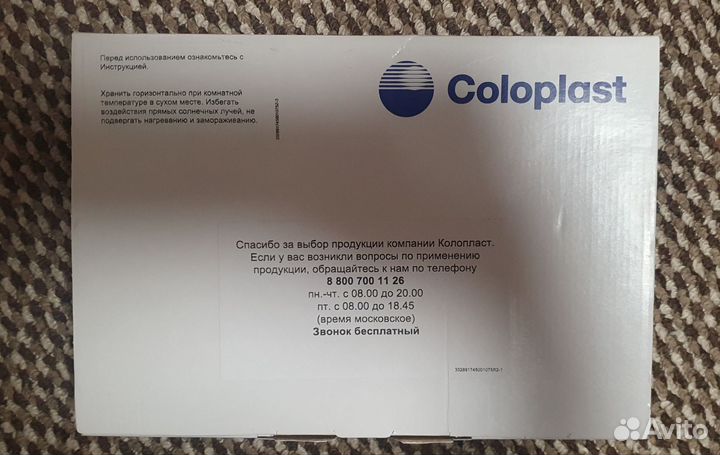 Перед использованием ознакомьтесь с
Инструкцией.
Хранить горизонтально при комнатной
температуре в сухом месте. Избегать
воздействия прямых солнечных лучей, не
подвергать нагреванию и замораживанию.
Coloplast
Спасибо за выбор продукции компании Колопласт.
Если у вас возникли вопросы по применению
продукции, обращайтесь к нам по телефону
8 800 700 11 26
пн.-чт. с 08.00 до 20.00
пт. с 08.00 до 18.45
(время московское)
Звонок бесплатный
Avito